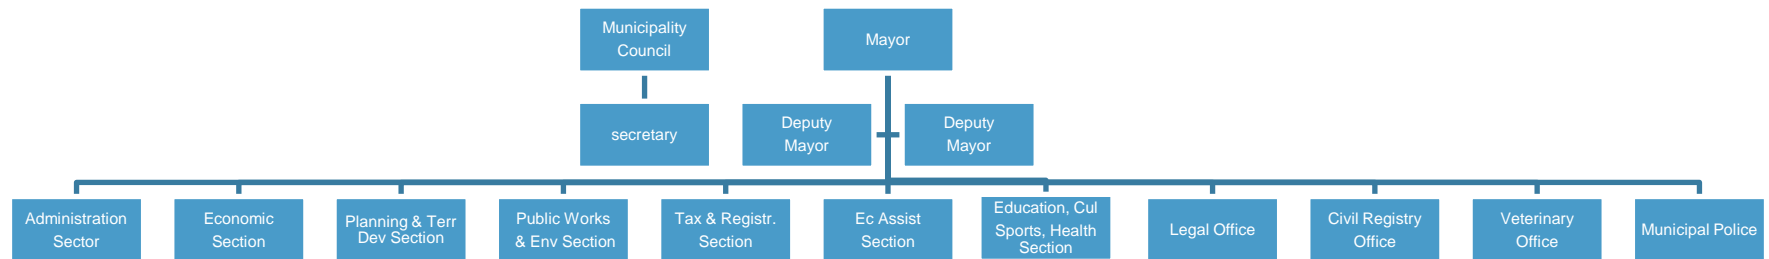 Municipality
Council
Mayor
secretary
Deputy
Mayor
Deputy
Mayor
Administration
Sector
Economic
Section
Planning & Terr
Dev Section
Public Works
& Env Section
Tax & Registr.
Section
Ec Assist
Section
Education, Cul
Sports, Health
Section
Legal Office
Civil Registry
Office
Veterinary
Office
Municipal Police